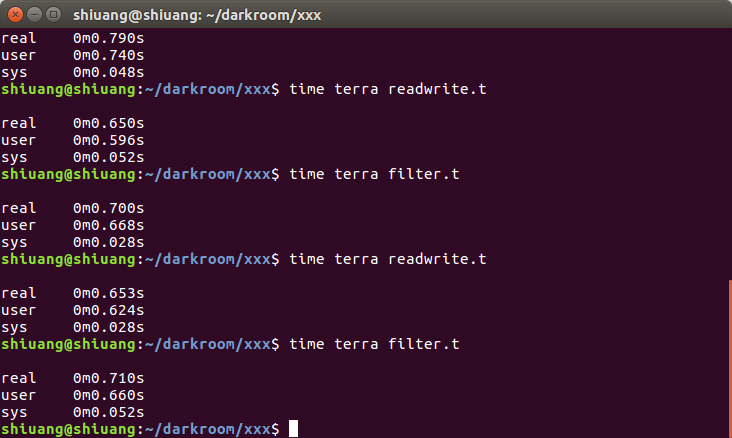 shiuang@shiuang: ~/darkroom/xxx
real    0m0.790s
user    0m0.740s
sys     0m0.048s
shiuang@shiuang:~/darkroom/xxx$ time terra readwrite.t

real    0m0.650s
user    0m0.596s
sys     0m0.052s
shiuang@shiuang:~/darkroom/xxx$ time terra filter.t

real    0m0.700s
user    0m0.668s
sys     0m0.028s
shiuang@shiuang:~/darkroom/xxx$ time terra readwrite.t

real    0m0.653s
user    0m0.624s
sys     0m0.028s
shiuang@shiuang:~/darkroom/xxx$ time terra filter.t

real    0m0.710s
user    0m0.660s
sys     0m0.052s
shiuang@shiuang:~/darkroom/xxx$